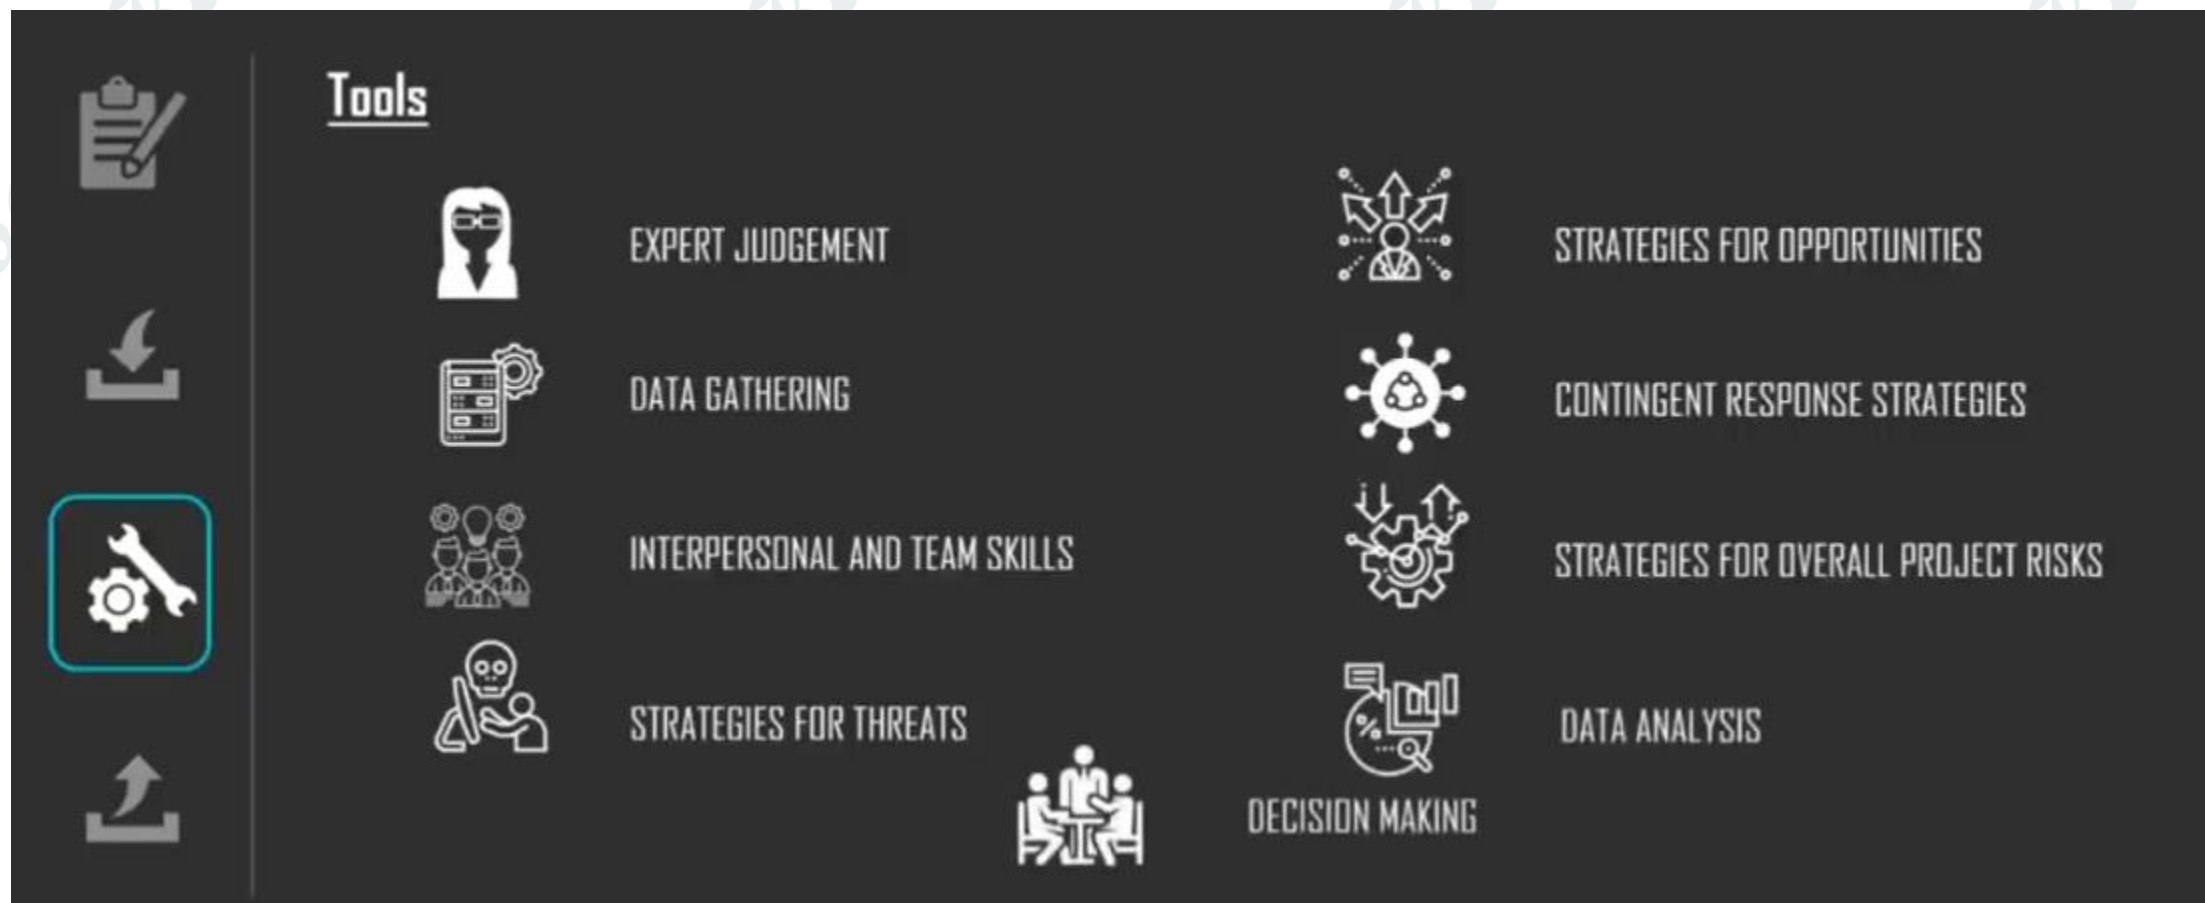 Tools
EXPERT JUDGEMENT
DATA GATHERING
INTERPERSONAL AND TEAM SKILLS
STRATEGIES FOR THREATS
STRATEGIES FOR OPPORTUNITIES
CONTINGENT RESPONSE STRATEGIES
STRATEGIES FOR OVERALL PROJECT RISKS
DATA ANALYSIS
DECISION MAKING